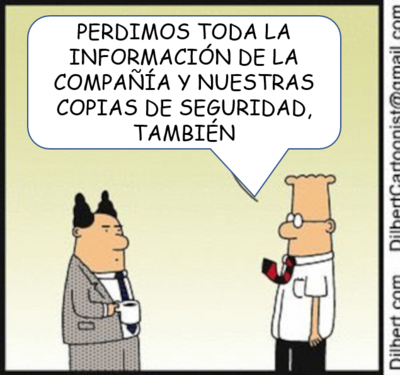 PERDIMOS TODA LA
INFORMACIÓN DE LA
COMPAÑÍA Y NUESTRAS
COPIAS DE SEGURIDAD,
TAMBIÉN
Dilbert.com DilbertCartoonist@gmail.com